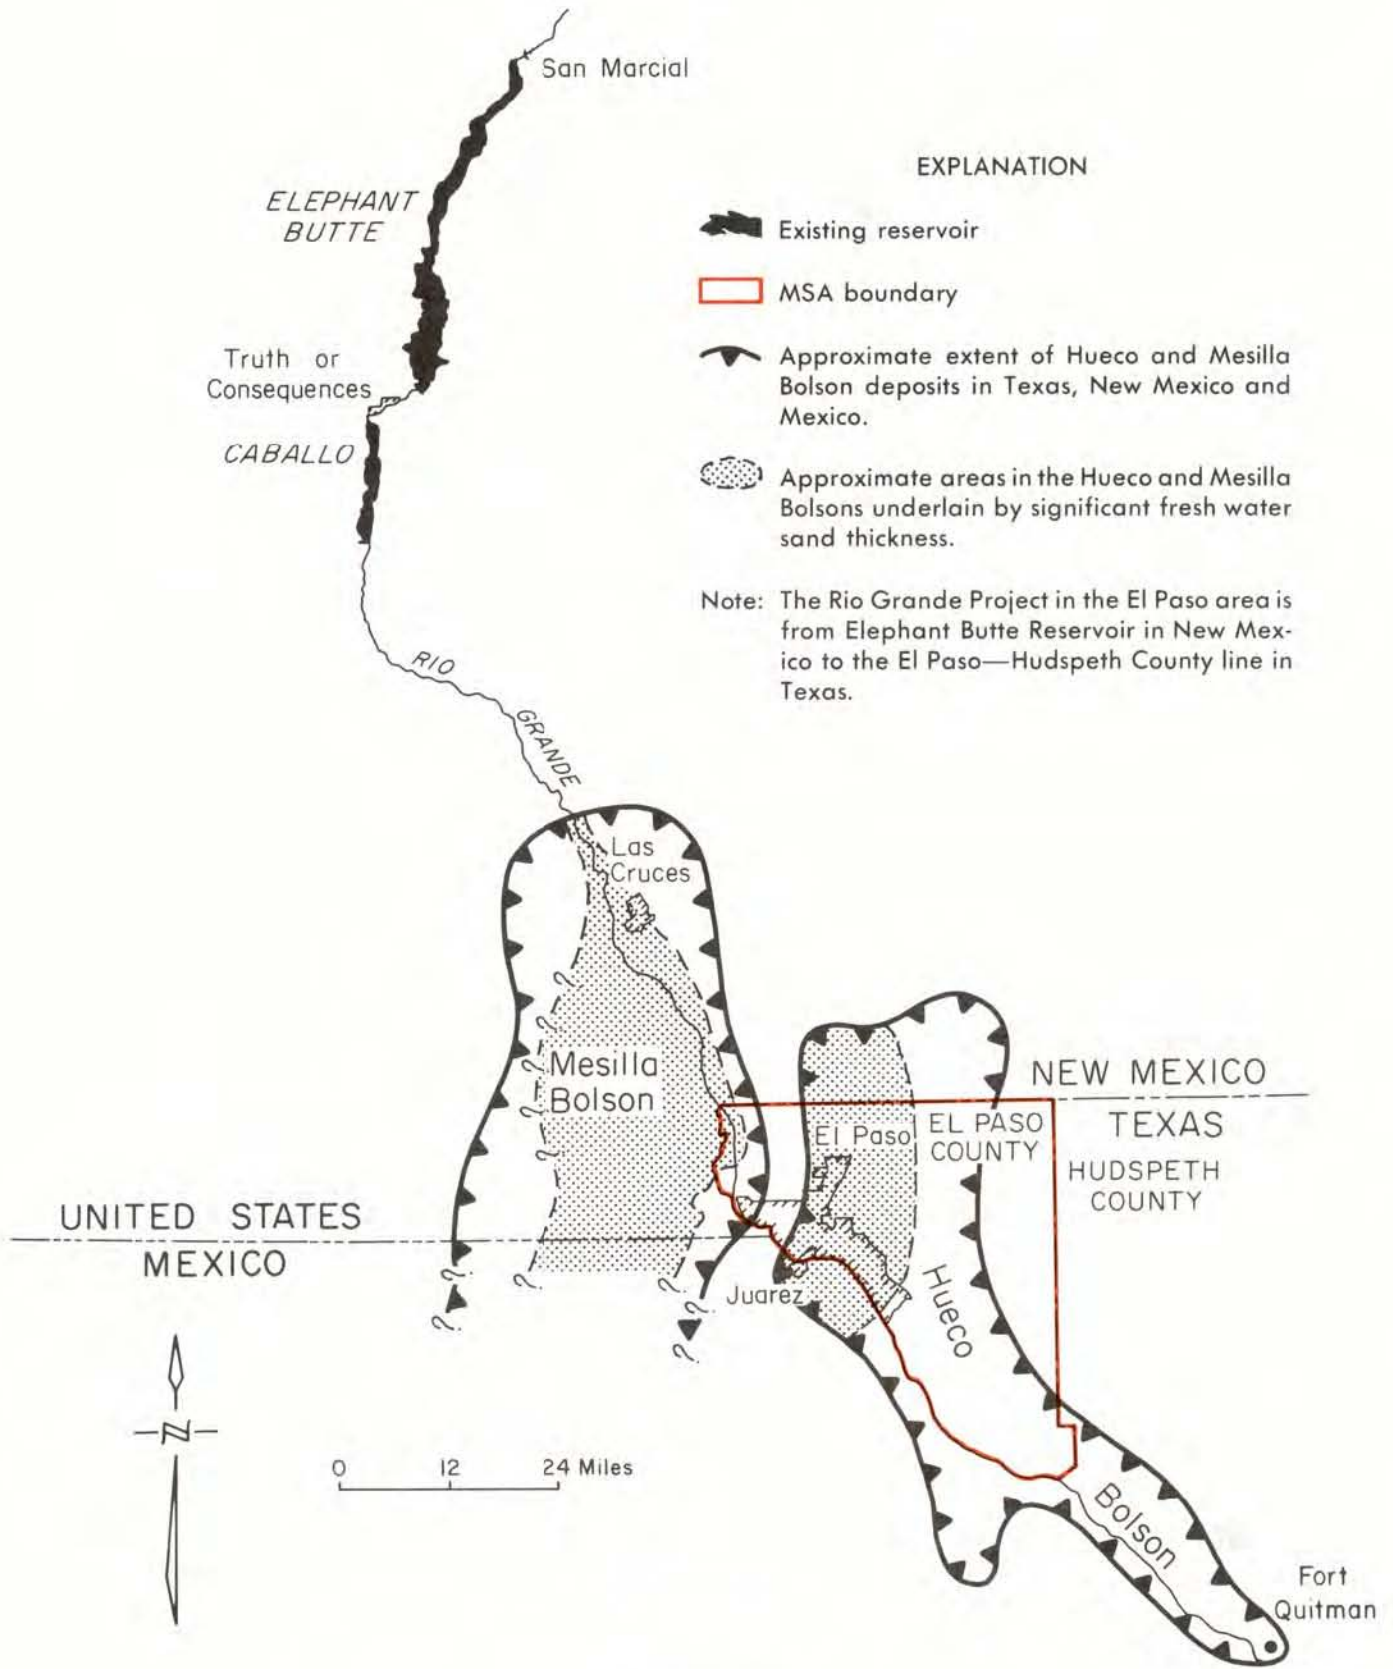 San Marcial
EXPLANATION
ELEPHANT
BUTTE
Existing reservoir
MSA boundary
Truth or
Consequences
Approximate extent of Hueco and Mesilla
Bolson deposits in Texas, New Mexico and
Mexico.
CABALLO
Approximate areas in the Hueco and Mesilla
Bolsons underlain by significant fresh water
sand thickness.
Note: The Rio Grande Project in the El Paso area is
from Elephant Butte Reservoir in New Mex-
ico to the El Paso—Hudspeth County line in
Texas.
RIO
GRANDE
Las
Cruces
?
?
?
Mesilla
Bolson
?
?
NEW MEXICO
TEXAS
El Paso
EL PASO
COUNTY
HUDSPETH
COUNTY
UNITED STATES
MEXICO
?
?
?
?
?
?
?
Juarez
Hueco
N
0 12 24 Miles
Bolson
Fort
Quitman